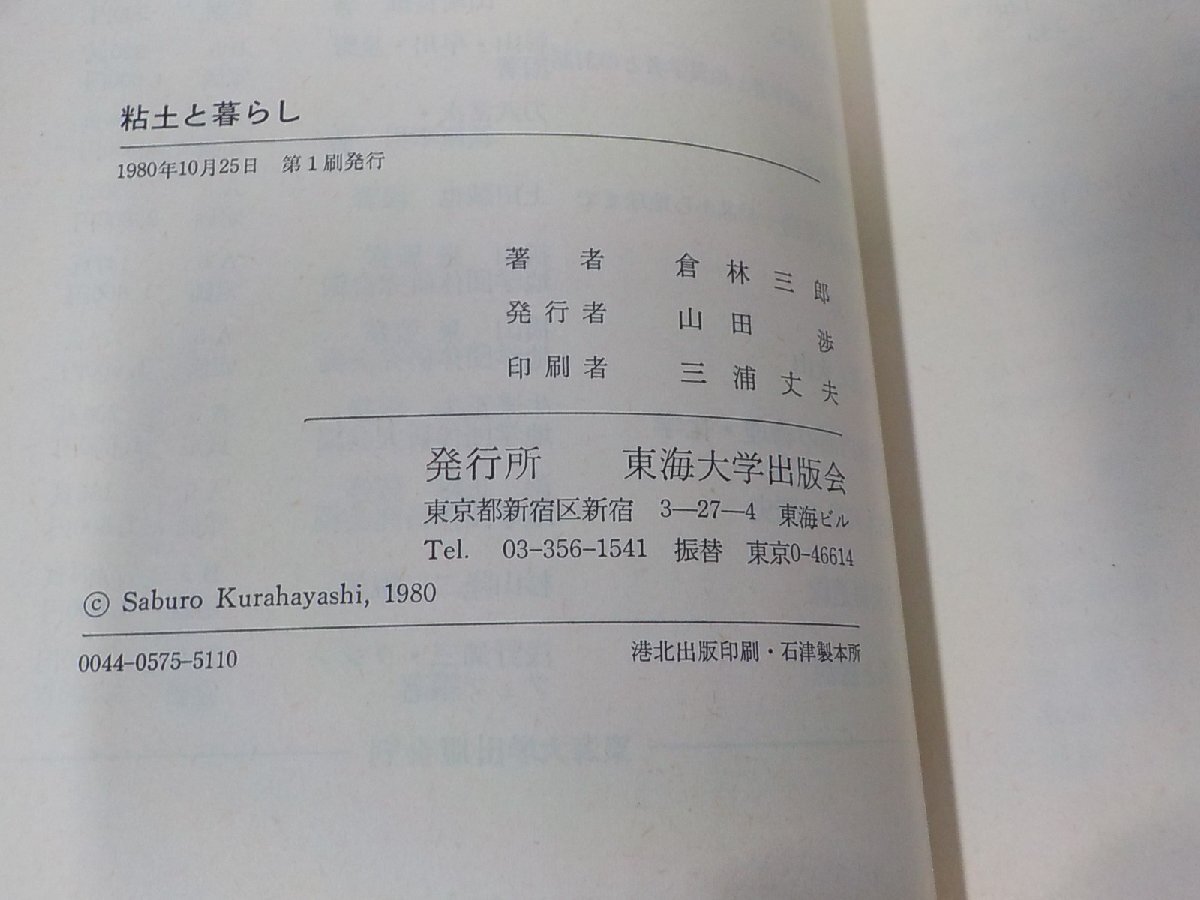 粘土と暮らし
1980年10月25日　第1刷発行
著者　倉林三郎
発行者　山田　渉
印刷者　三浦丈夫
発行所　東海大学出版会
東京都新宿区新宿　3—27—4　東海ビル
Tel.　03-356-1541　振替　東京0-46614
© Saburo Kurahayashi, 1980
0044-0575-5110　港北出版印刷・石津製本所